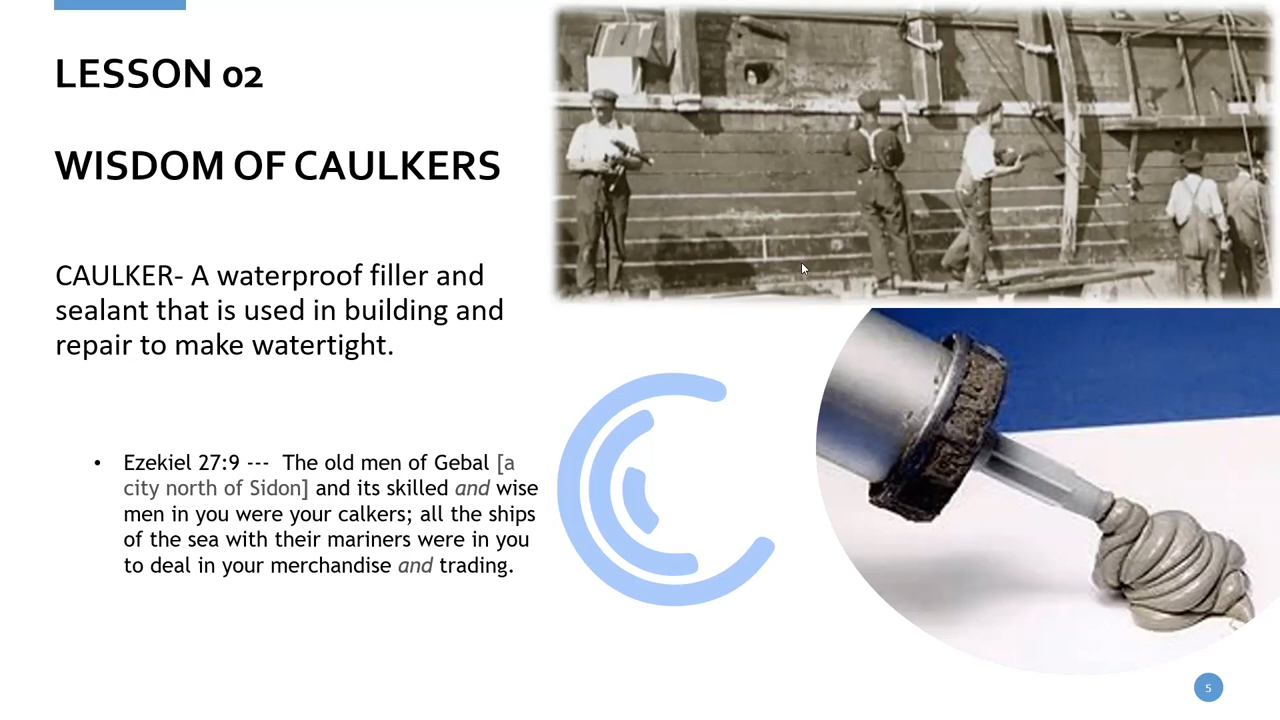 LESSON 02
WISDOM OF CAULKERS
CAULKER- A waterproof filler and
sealant that is used in building and
repair to make watertight.
• Ezekiel 27:9 --- The old men of Gebal [a
city north of Sidon] and its skilled and wise
men in you were your calkers; all the ships
of the sea with their mariners were in you
to deal in your merchandise and trading.
5